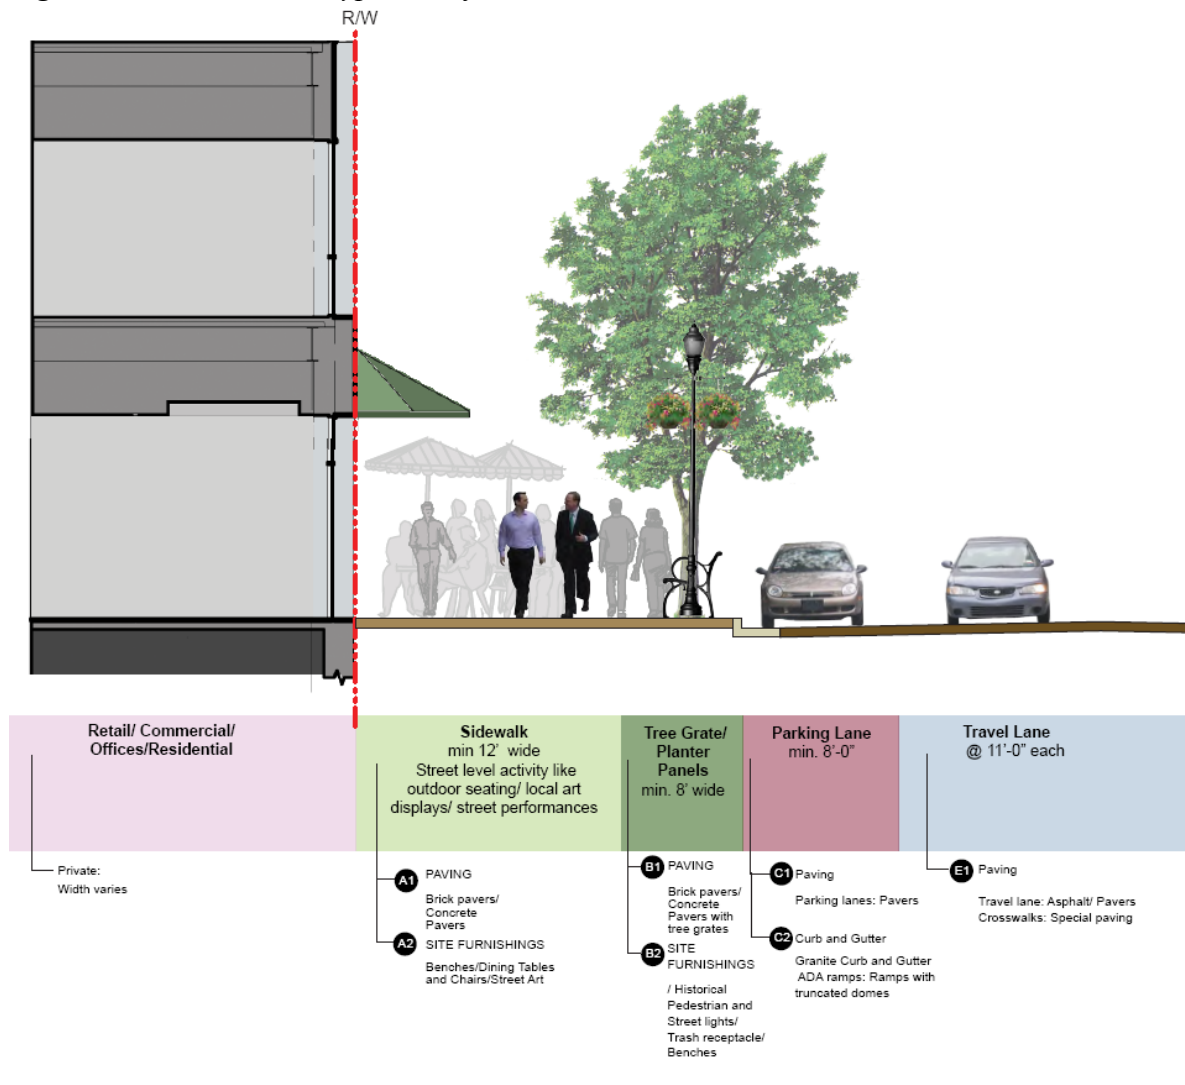 R/W
Retail/ Commercial/
Offices/Residential
Sidewalk
min 12' wide
Street level activity like
outdoor seating/ local art
displays/ street performances
Tree Grate/
Planter
Panels
min. 8' wide
Parking Lane
min. 8'-0"
Travel Lane
@ 11'-0" each
Private:
Width varies
A1 PAVING
Brick pavers/
Concrete
Pavers
A2 SITE FURNISHINGS
Benches/Dining Tables
and Chairs/Street Art
B1 PAVING
Brick pavers/
Concrete
Pavers with
tree grates
B2 SITE
FURNISHINGS
/ Historical
Pedestrian and
Street lights/
Trash receptacle/
Benches
C1 Paving
Parking lanes: Pavers
C2 Curb and Gutter
Granite Curb and Gutter
ADA ramps: Ramps with
truncated domes
E1 Paving
Travel lane: Asphalt/ Pavers
Crosswalks: Special paving